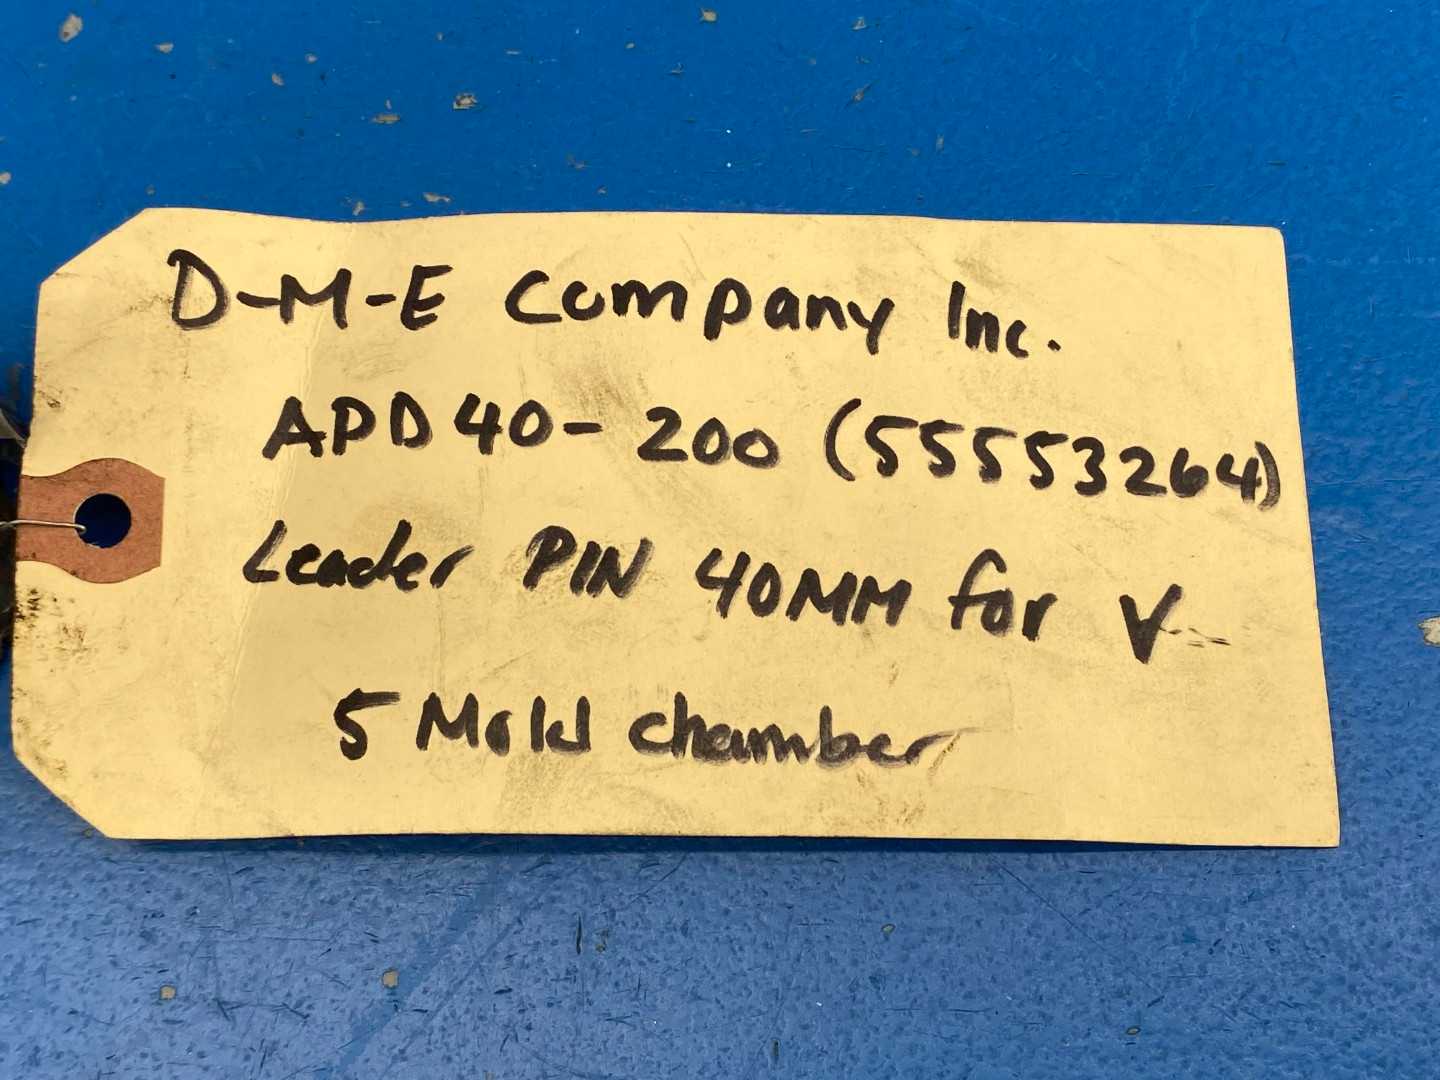 D-M-E Company Inc.
APD40-200 (55553264)
Leader PIN 40MM for V-
5 Mold chamber